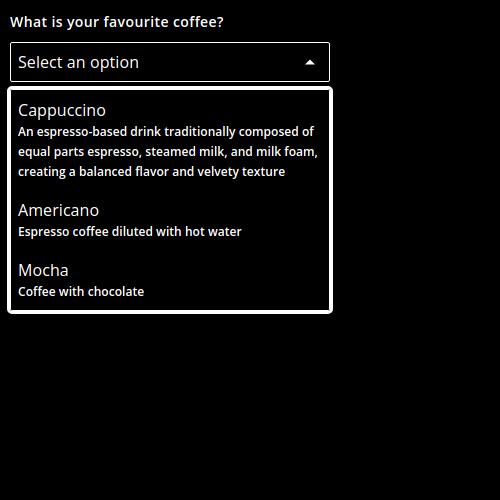 What is your favourite coffee?
Select an option
Cappuccino
An espresso-based drink traditionally composed of
equal parts espresso, steamed milk, and milk foam,
creating a balanced flavor and velvety texture
Americano
Espresso coffee diluted with hot water
Mocha
Coffee with chocolate